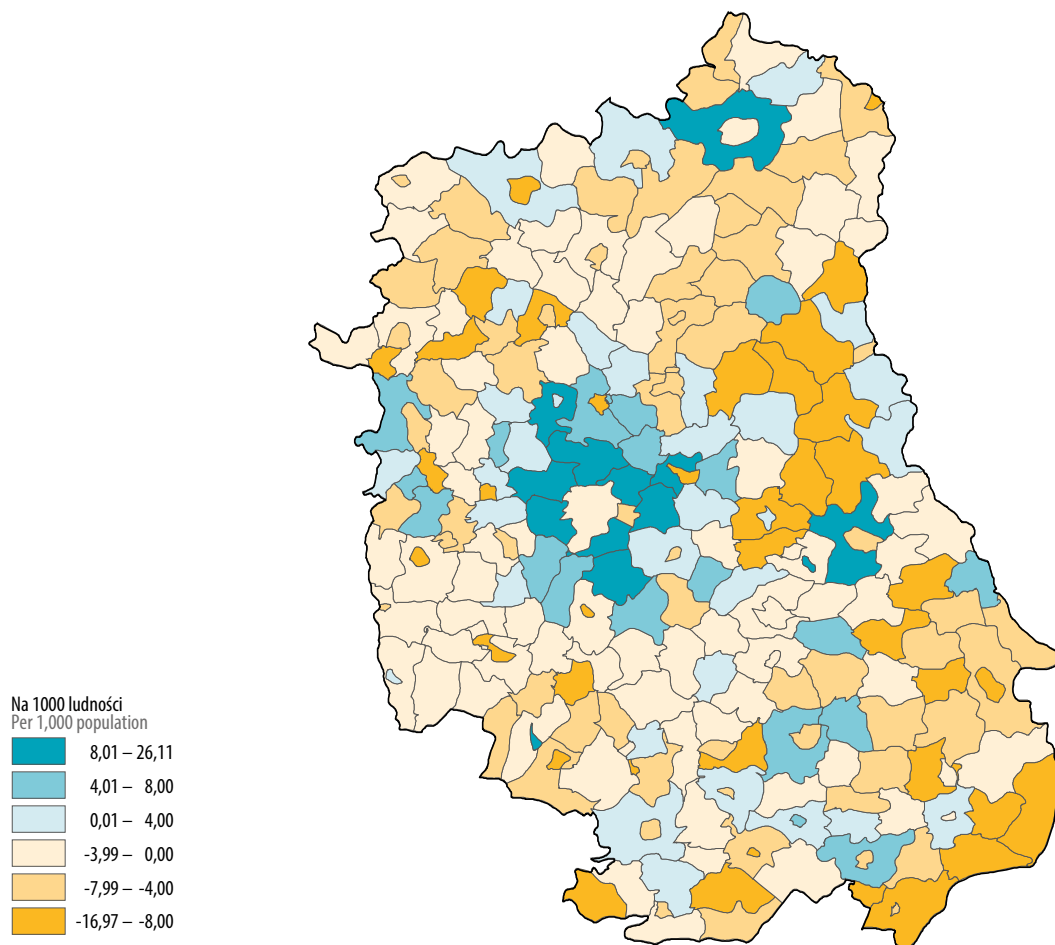 Na 1000 ludności
Per 1,000 population
8,01 – 26,11
4,01 – 8,00
0,01 – 4,00
-3,99 – 0,00
-7,99 – -4,00
-16,97 – -8,00